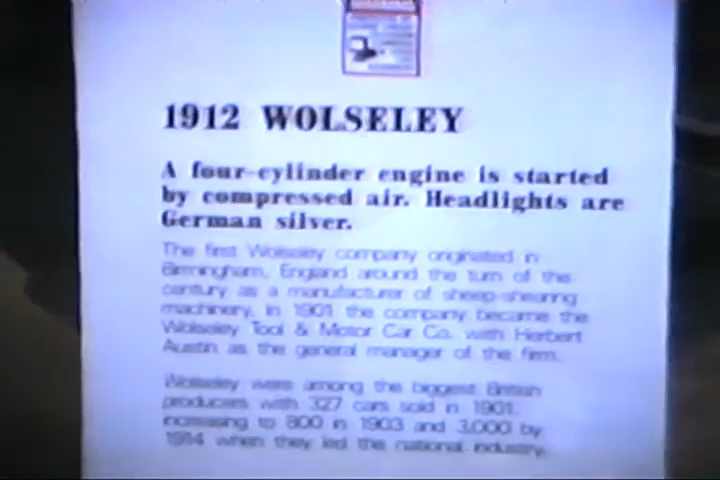 1912 WOLSELEY
A four-cylinder engine is started
by compressed air. Headlights are
German silver.
The first Wolseley company originated in
Birmingham, England around the turn of the
century as a manufacturer of sheep-shearing
machinery. In 1901 the company became the
Wolseley Tool & Motor Car Co. with Herbert
Austin as the general manager of the firm.
Wolseley were among the biggest British
producers with 327 cars sold in 1901,
increasing to 800 in 1903 and 3,000 by
1914 when they led the national industry.